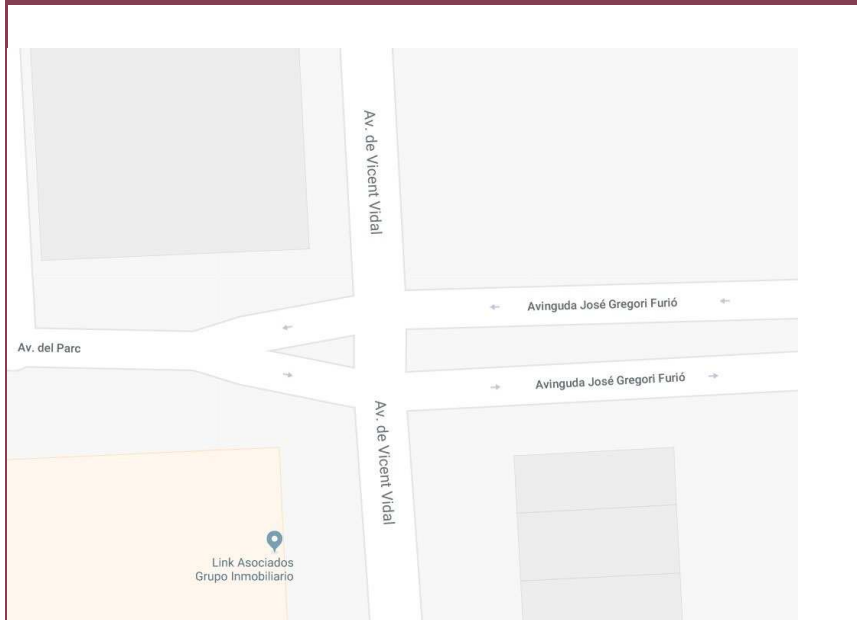 Av. de Vicent Vidal
Avinguda José Gregori Furió
Av. del Parc
Avinguda José Gregori Furió
Av. de Vicent Vidal
Link Asociados
Grupo Inmobiliario